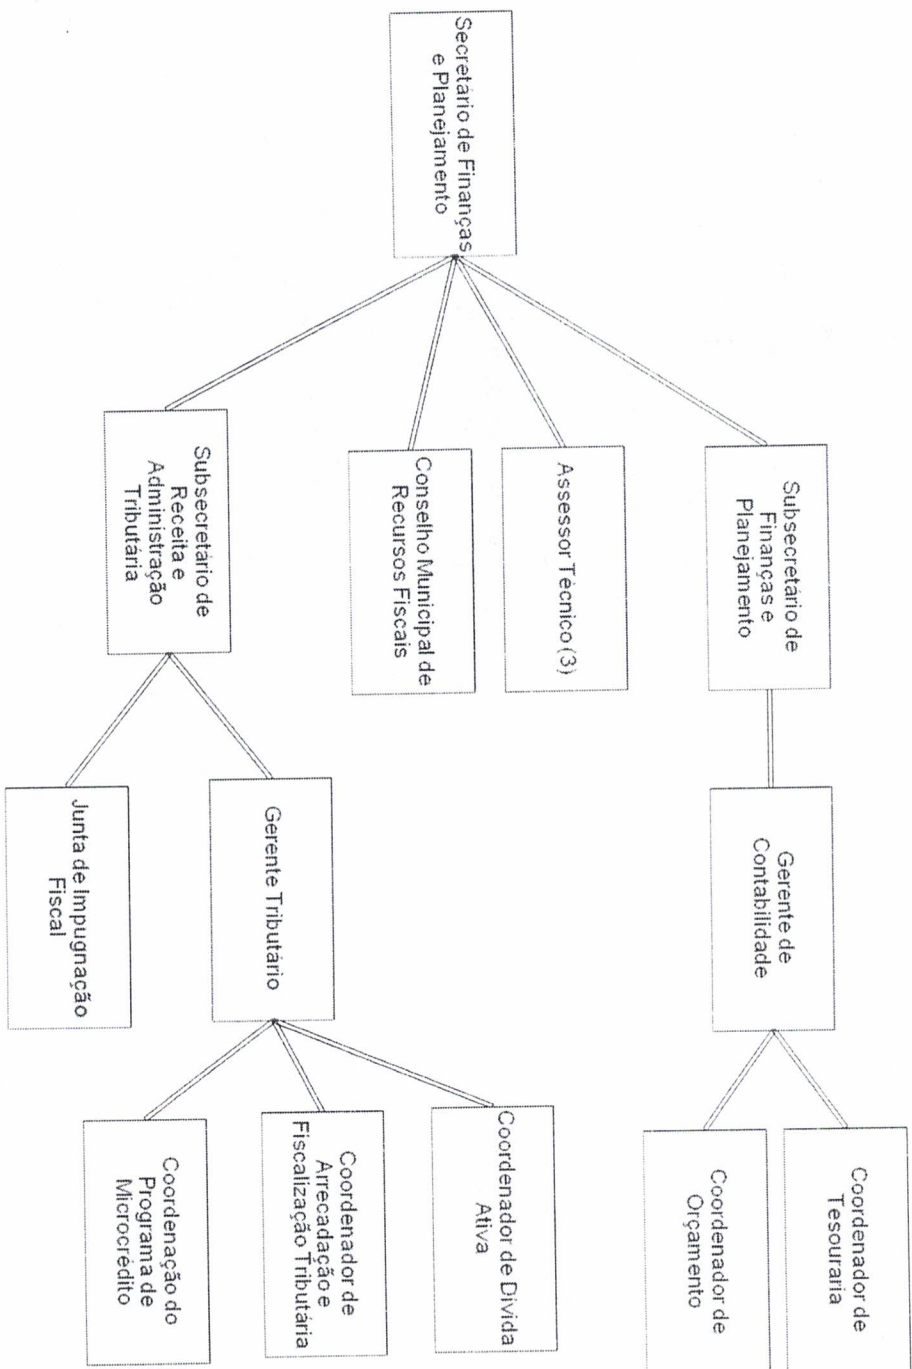 Secretário de Finanças
e Planejamento
Subsecretário de
Finanças e
Planejamento
Assessor Técnico (3)
Conselho Municipal de
Recursos Fiscais
Subsecretário de
Receita e
Administração
Tributária
Gerente de
Contabilidade
Gerente Tributário
Junta de Impugnação
Fiscal
Coordenador de
Tesouraria
Coordenador de
Orçamento
Coordenador de Divida
Ativa
Coordenador de
Arrecadação e
Fiscalização Tributária
Coordenação do
Programa de
Microcrédito